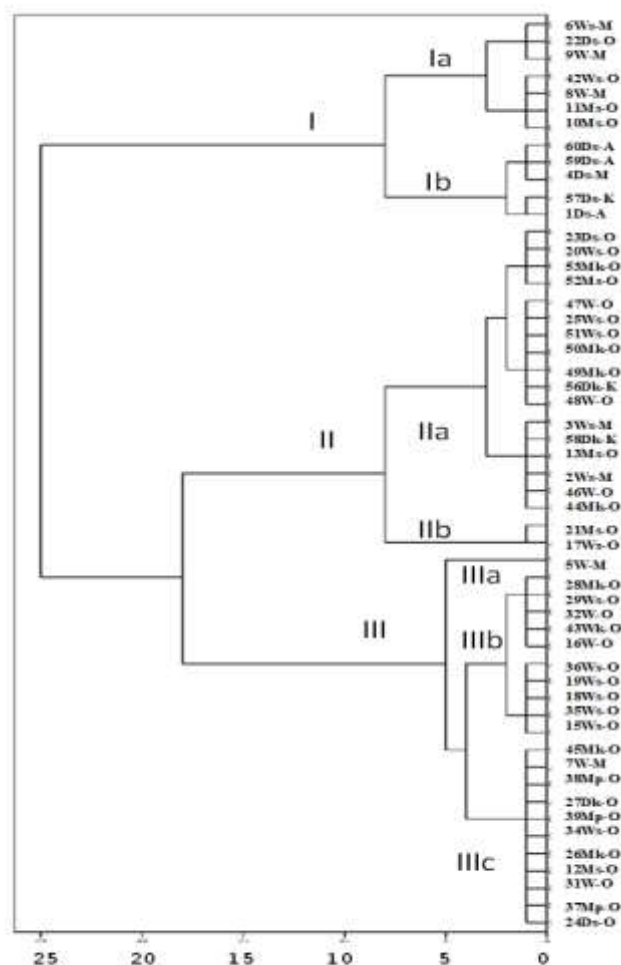 6Ws-M
22Ds-O
9W-M
Ia
42Ws-O
8W-M
11Ms-O
10Ms-O
I
60Ds-A
59Ds-A
4Ds-M
Ib
57Ds-K
1Ds-A
23Ds-O
20Ws-O
53Mk-O
52Ms-O
47W-O
25Ws-O
51Ws-O
50Mk-O
49Mk-O
56Dk-K
48W-O
3Ws-M
IIa
58Dk-K
II
13Ms-O
2Ws-M
46W-O
44Mk-O
21Ms-O
IIb
17Ws-O
5W-M
IIIa
28Mk-O
29Ws-O
32W-O
43Wk-O
IIIb
III
16W-O
36Ws-O
19Ws-O
18Ws-O
35Ws-O
15Ws-O
45Mk-O
7W-M
38Mp-O
27Dk-O
39Mp-O
34Ws-O
26Mk-O
IIIc
12Ms-O
31W-O
37Mp-O
24Ds-O
25 20 15 10 5 0